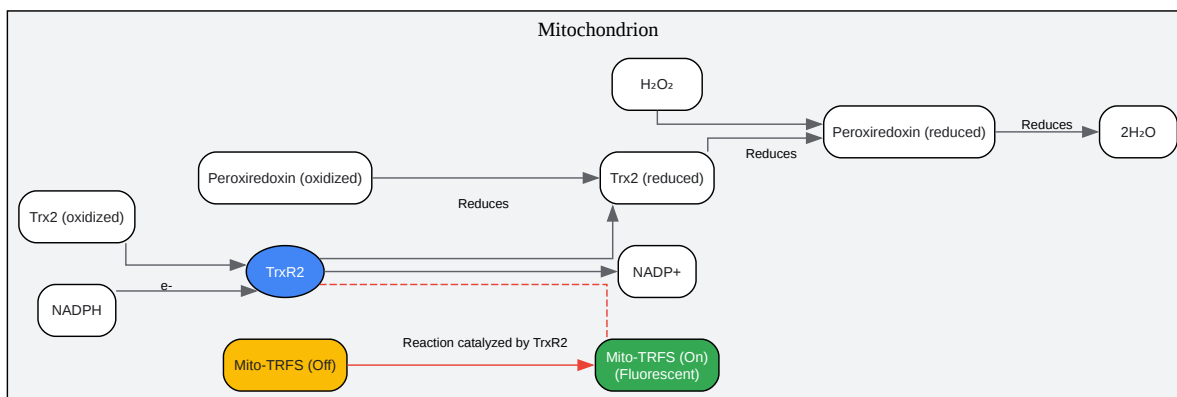 Mitochondrion
H₂O₂
Peroxiredoxin (reduced)
Reduces
2H₂O
Reduces
Peroxiredoxin (oxidized)
Reduces
Trx2 (reduced)
Trx2 (oxidized)
TrxR2
NADP+
e-
NADPH
Reaction catalyzed by TrxR2
Mito-TRFS (Off)
Mito-TRFS (On)
(Fluorescent)